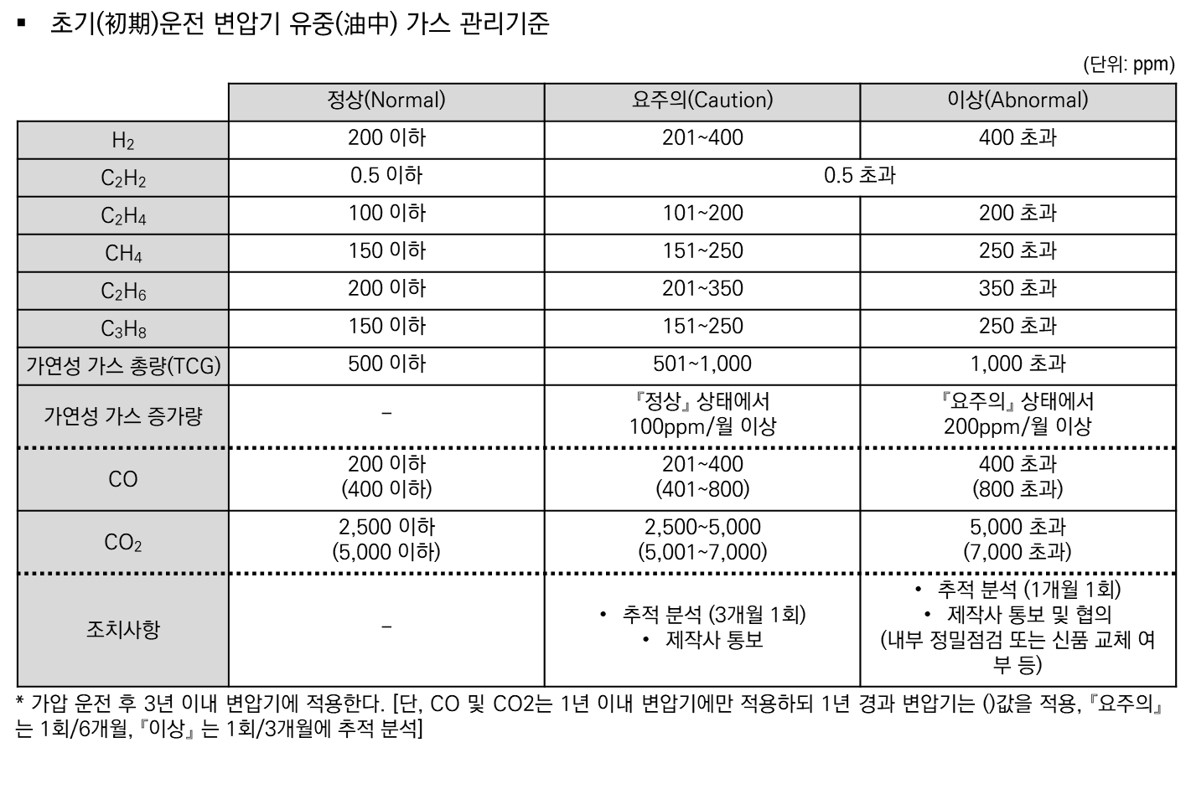 ▪ 초기(初期)운전 변압기 유중(油中) 가스 관리기준
(단위: ppm)
정상(Normal) 요주의(Caution) 이상(Abnormal)
H₂ 200 이하 201~400 400 초과
C₂H₂ 0.5 이하 0.5 초과
C₂H₄ 100 이하 101~200 200 초과
CH₄ 150 이하 151~250 250 초과
C₂H₆ 200 이하 201~350 350 초과
C₃H₈ 150 이하 151~250 250 초과
가연성 가스 총량(TCG) 500 이하 501~1,000 1,000 초과
가연성 가스 증가량 – 『정상』 상태에서 『요주의』 상태에서
100ppm/월 이상 200ppm/월 이상
CO 200 이하 201~400 400 초과
(400 이하) (401~800) (800 초과)
CO₂ 2,500 이하 2,500~5,000 5,000 초과
(5,000 이하) (5,001~7,000) (7,000 초과)
조치사항 – • 추적 분석 (3개월 1회) • 추적 분석 (1개월 1회)
• 제작사 통보 • 제작사 통보 및 협의
(내부 정밀점검 또는 신품 교체 여
부 등)
* 가압 운전 후 3년 이내 변압기에 적용한다. [단, CO 및 CO2는 1년 이내 변압기에만 적용하되 1년 경과 변압기는 ()값을 적용, 『요주의』
는 1회/6개월, 『이상』 는 1회/3개월에 추적 분석]